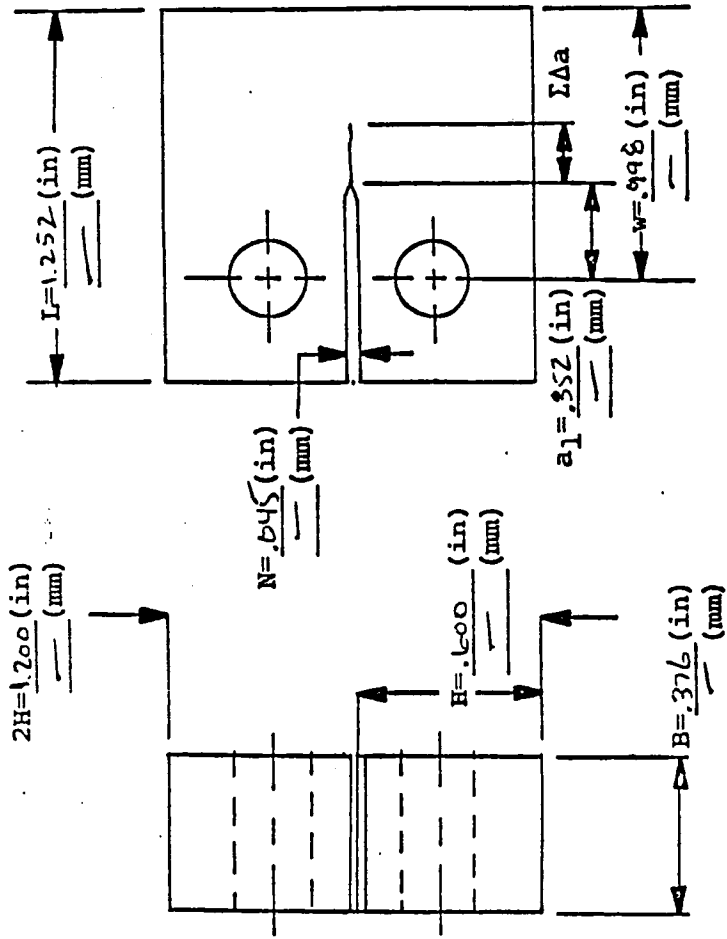 2H=1.200 (in)
— (mm)
L=1.252 (in)
— (mm)
N=.045 (in)
— (mm)
H=.600 (in)
— (mm)
B=.376 (in)
— (mm)
a1=.352 (in)
— (mm)
ΣΔa
w=.998 (in)
— (mm)